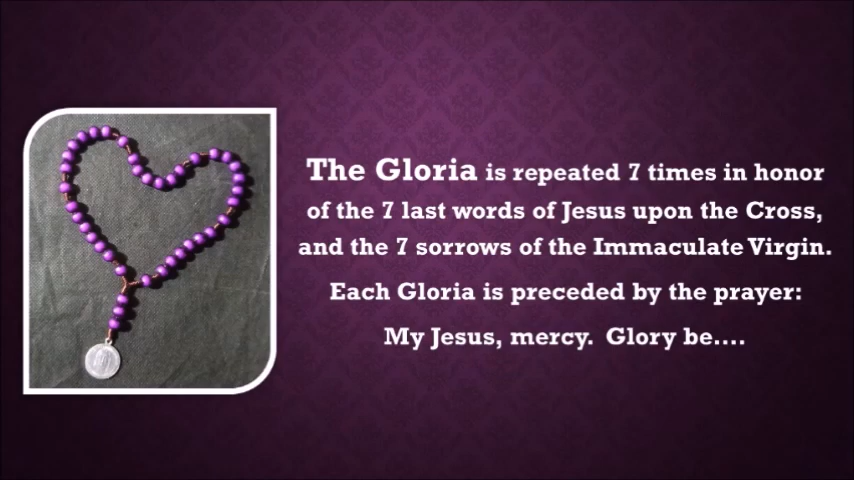 The Gloria is repeated 7 times in honor
of the 7 last words of Jesus upon the Cross,
and the 7 sorrows of the Immaculate Virgin.
Each Gloria is preceded by the prayer:
My Jesus, mercy.  Glory be....